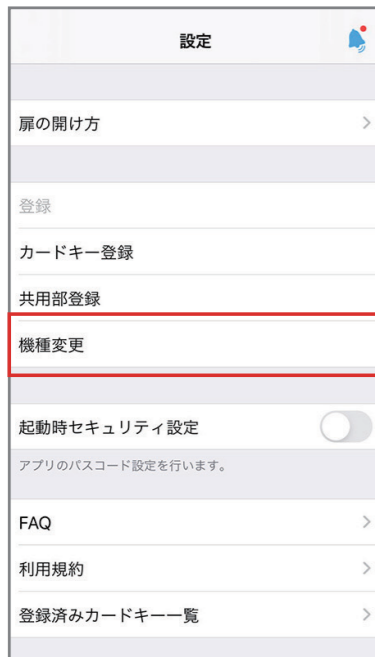 設定
扉の開け方
登録
カードキー登録
共用部登録
機種変更
起動時セキュリティ設定
アプリのパスコード設定を行います。
FAQ
利用規約
登録済みカードキー一覧